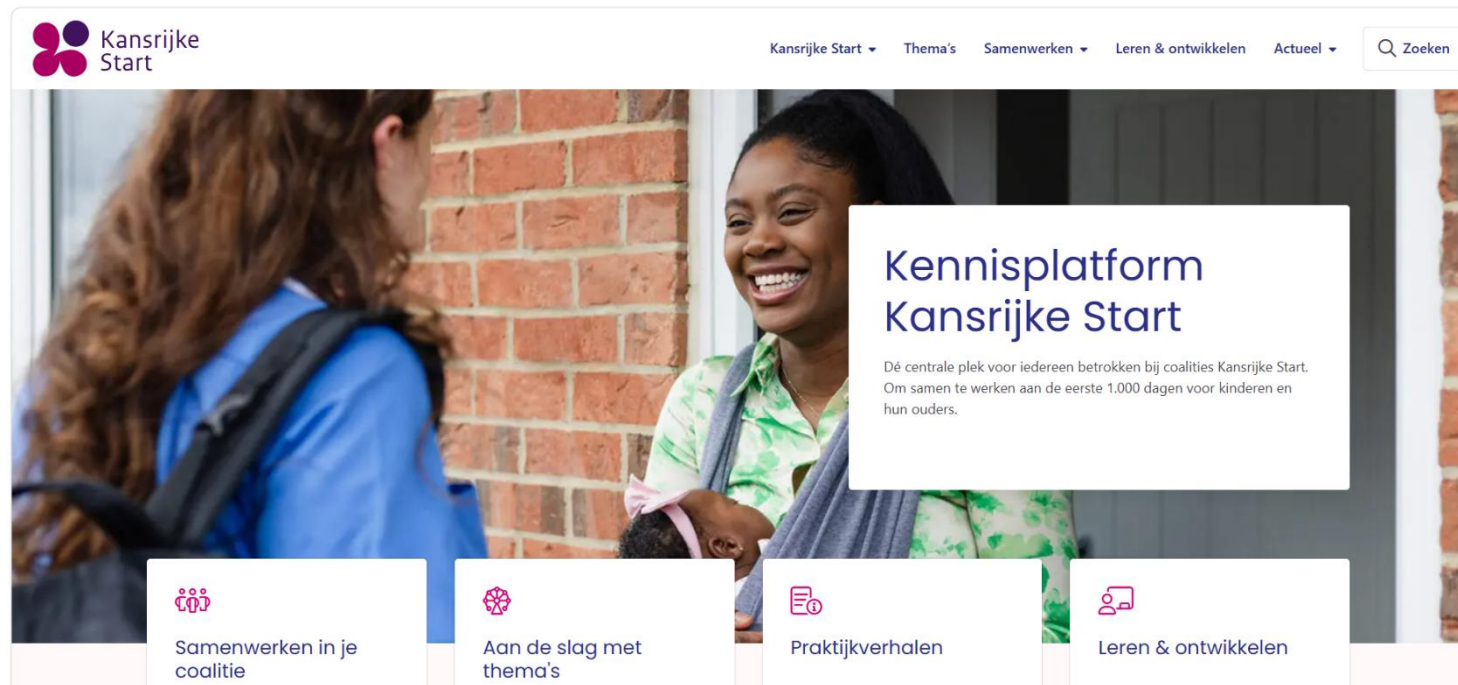 Kansrijke
Start
Kansrijke Start
Thema's
Samenwerken
Leren & ontwikkelen
Actueel
Zoeken
Kennisplatform
Kansrijke Start
Dé centrale plek voor iedereen betrokken bij coalities Kansrijke Start.
Om samen te werken aan de eerste 1.000 dagen voor kinderen en
hun ouders.
Samenwerken in je
coalitie
Aan de slag met
thema's
Praktijkverhalen
Leren & ontwikkelen